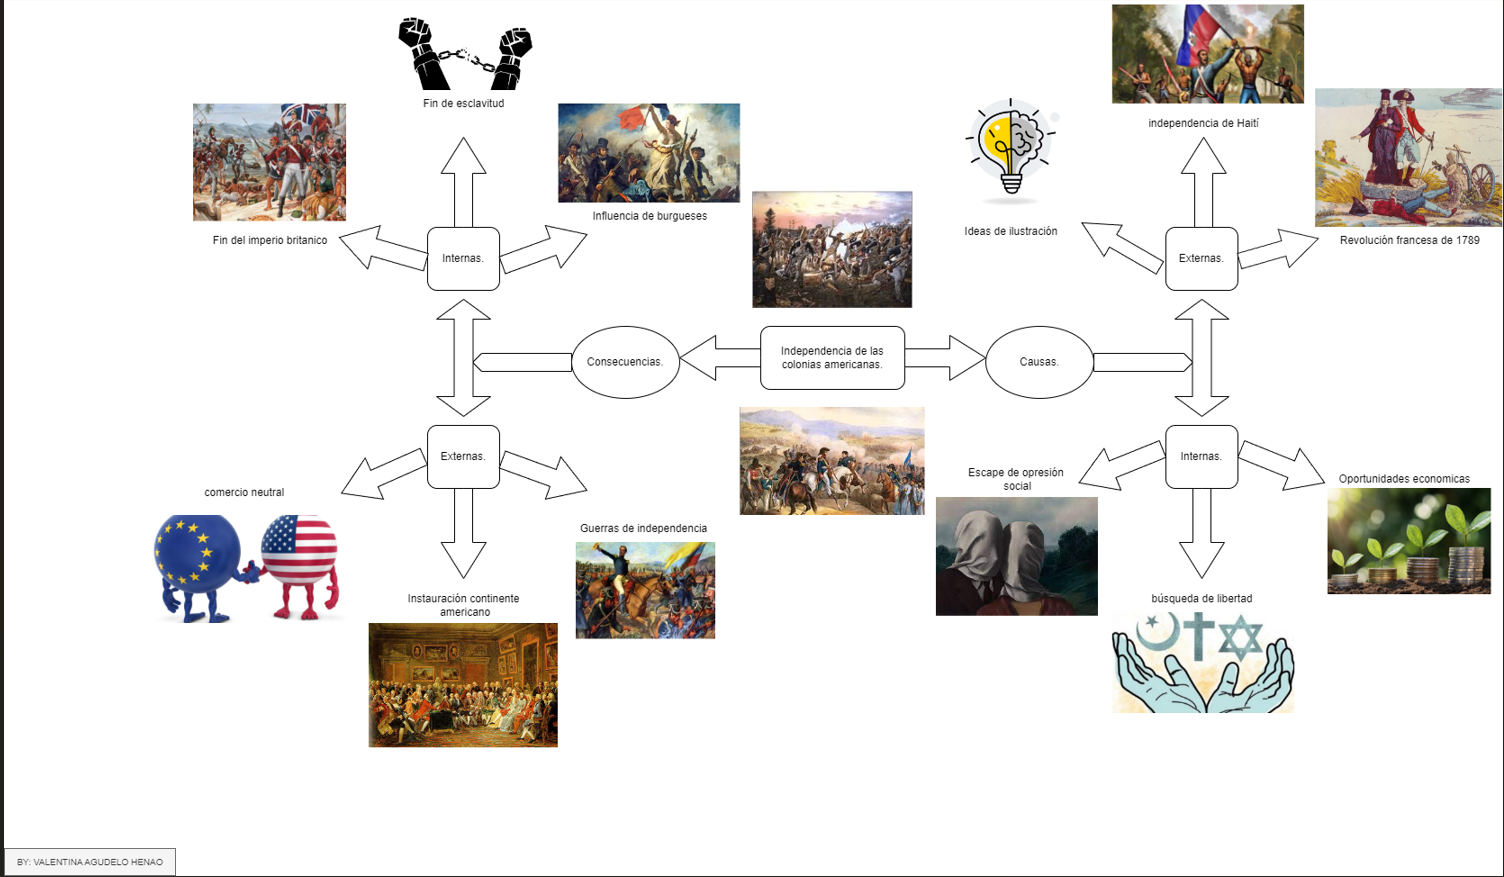 Fin de esclavitud
independencia de Haití
Influencia de burgueses
Ideas de ilustración
Fin del imperio britanico
Revolución francesa de 1789
Internas.
Externas.
Consecuencias.
Independencia de las
colonias americanas.
Causas.
Externas.
Internas.
comercio neutral
Escape de opresión
social
Oportunidades economicas
Guerras de independencia
Instauración continente
americano
búsqueda de libertad
BY: VALENTINA AGUDELO HENAO